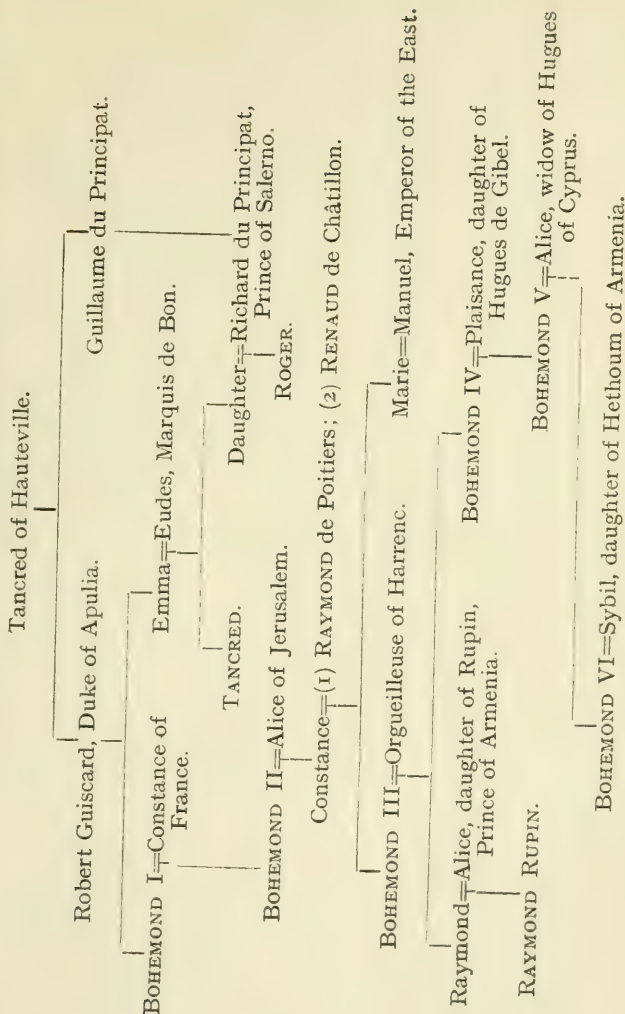 Tancred of Hauteville.
Robert Guiscard, Duke of Apulia.
Guillaume du Principat.
BOHEMOND I=Constance of
France.
Emma=Eudes, Marquis de Bon.
TANCRED.
Daughter=Richard du Principat,
Prince of Salerno.
ROGER.
BOHEMOND II=Alice of Jerusalem.
Constance=(1) RAYMOND de Poitiers; (2) RENAUD de Châtillon.
BOHEMOND III=Orgueilleuse of Harrenc.
Marie=Manuel, Emperor of the East.
Raymond=Alice, daughter of Rupin,
Prince of Armenia.
RAYMOND RUPIN.
BOHEMOND IV=Plaisance, daughter of
Hugues de Gibel.
BOHEMOND V=Alice, widow of Hugues
of Cyprus.
BOHEMOND VI=Sybil, daughter of Hethoum of Armenia.